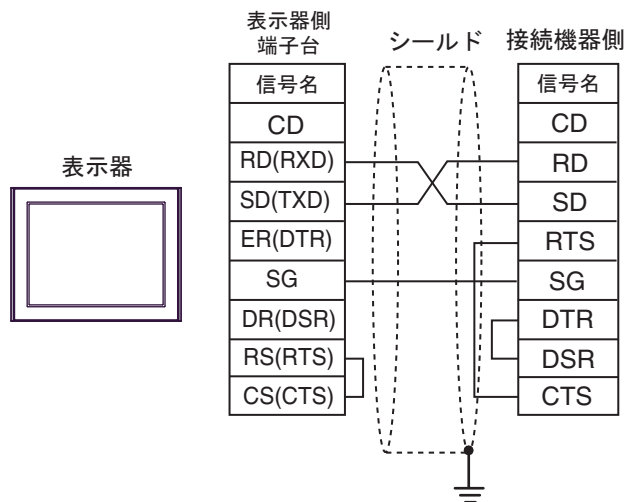 表示器
表示器側
端子台
信号名
CD
RD(RXD)
SD(TXD)
ER(DTR)
SG
DR(DSR)
RS(RTS)
CS(CTS)
シールド
接続機器側
信号名
CD
RD
SD
RTS
SG
DTR
DSR
CTS